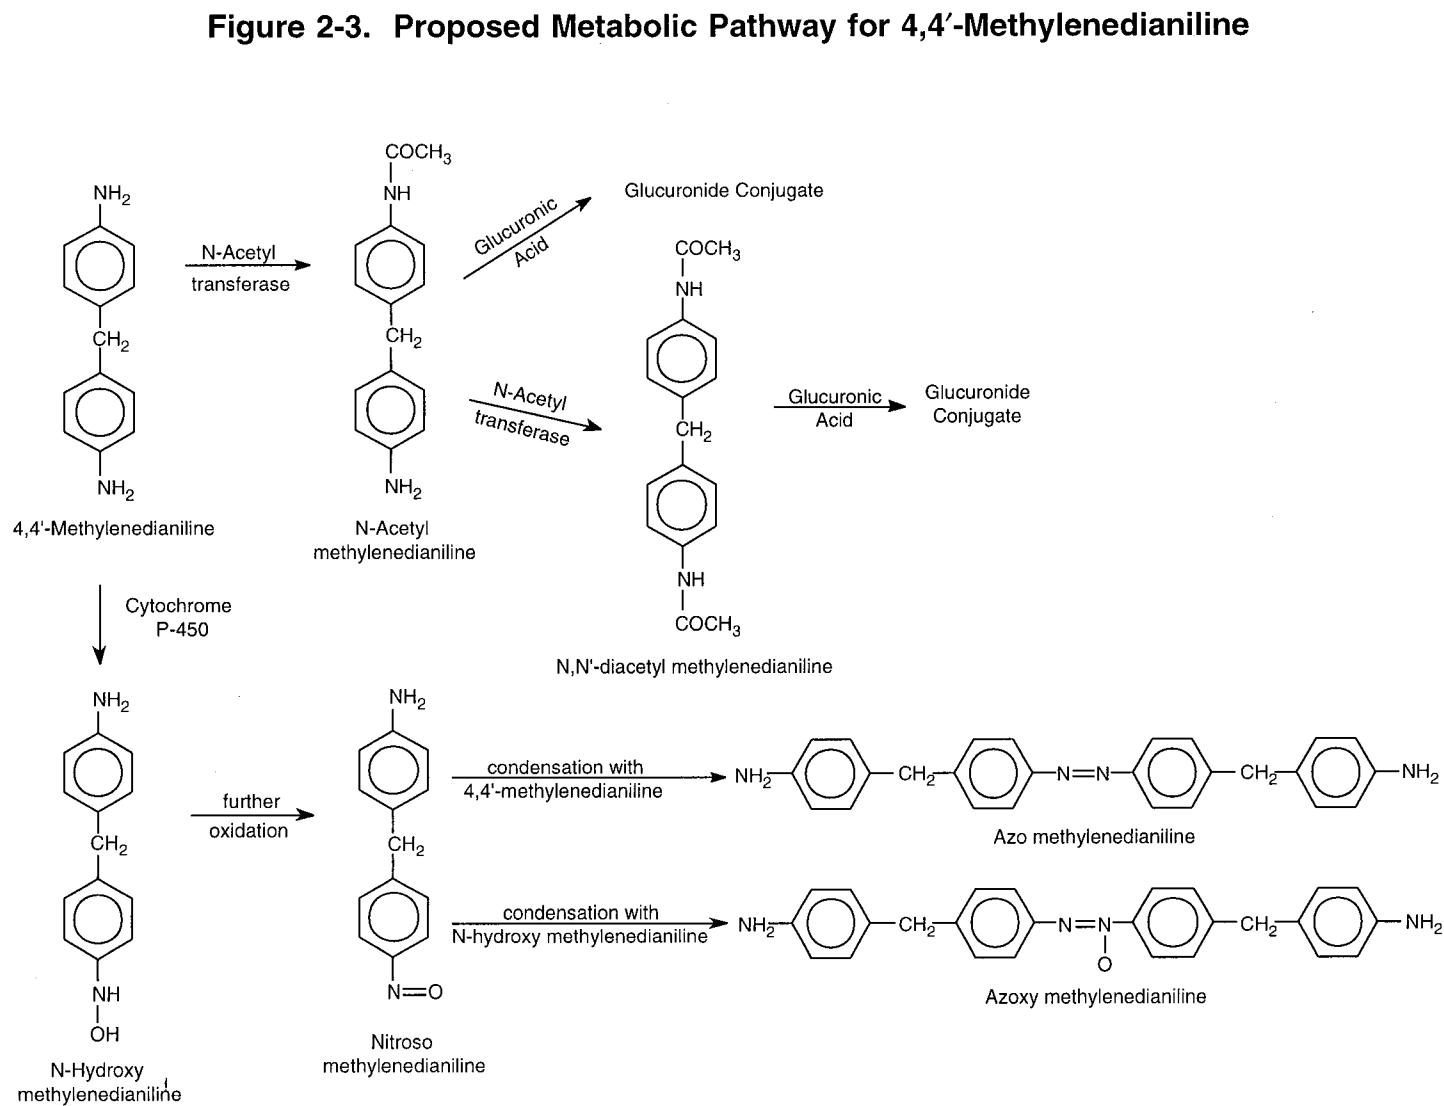 Figure 2-3. Proposed Metabolic Pathway for 4,4′-Methylenedianiline
COCH3
NH2
NH
Glucuronic
Acid
Glucuronide Conjugate
N-Acetyl
transferase
COCH3
NH
CH2
CH2
N-Acetyl
transferase
Glucuronic
Acid
Glucuronide
Conjugate
CH2
NH2
NH2
4,4'-Methylenedianiline
N-Acetyl
methylenedianiline
NH
COCH3
N,N'-diacetyl methylenedianiline
Cytochrome
P-450
NH2
NH2
further
oxidation
condensation with
4,4'-methylenedianiline
NH2
CH2
N=N
CH2
NH2
Azo methylenedianiline
CH2
CH2
condensation with
N-hydroxy methylenedianiline
NH2
CH2
N=N
O
CH2
NH2
Azoxy methylenedianiline
NH
OH
N=O
N-Hydroxy
methylenedianiline
Nitroso
methylenedianiline